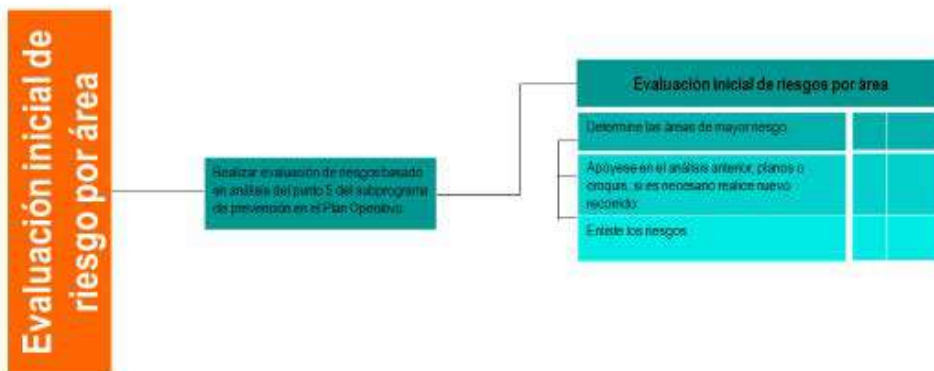 Evaluación inicial de
riesgo por área
Realizar evaluación de riesgos basado
en análisis del punto 5 del subprograma
de prevención en el Plan Operativo
Evaluación inicial de riesgos por área
Determine las áreas de mayor riesgo
Apóyese en el análisis anterior, planos o
croquis, si es necesario realice nuevo
recorrido
Enliste los riesgos